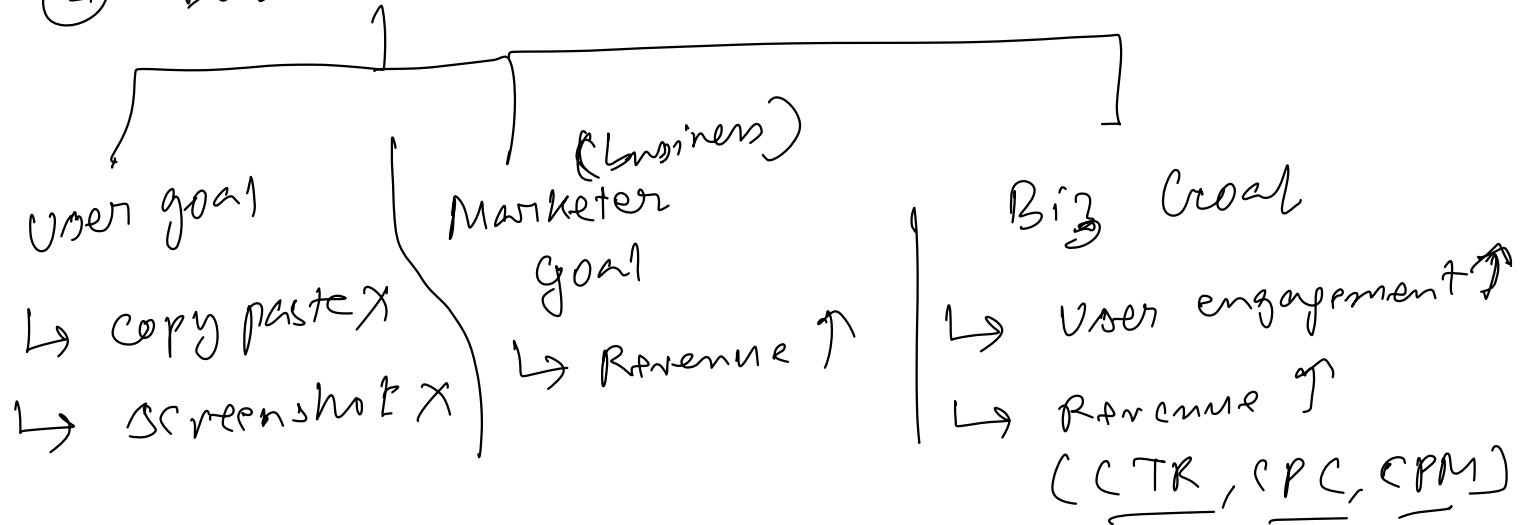 User goal
↳ copy paste X
↳ screenshot X
(business)
Marketer
goal
↳ Revenue ↑
Biz Goal
↳ User engagement ↑
↳ Revenue ↑
(CTR, CPC, CPM)